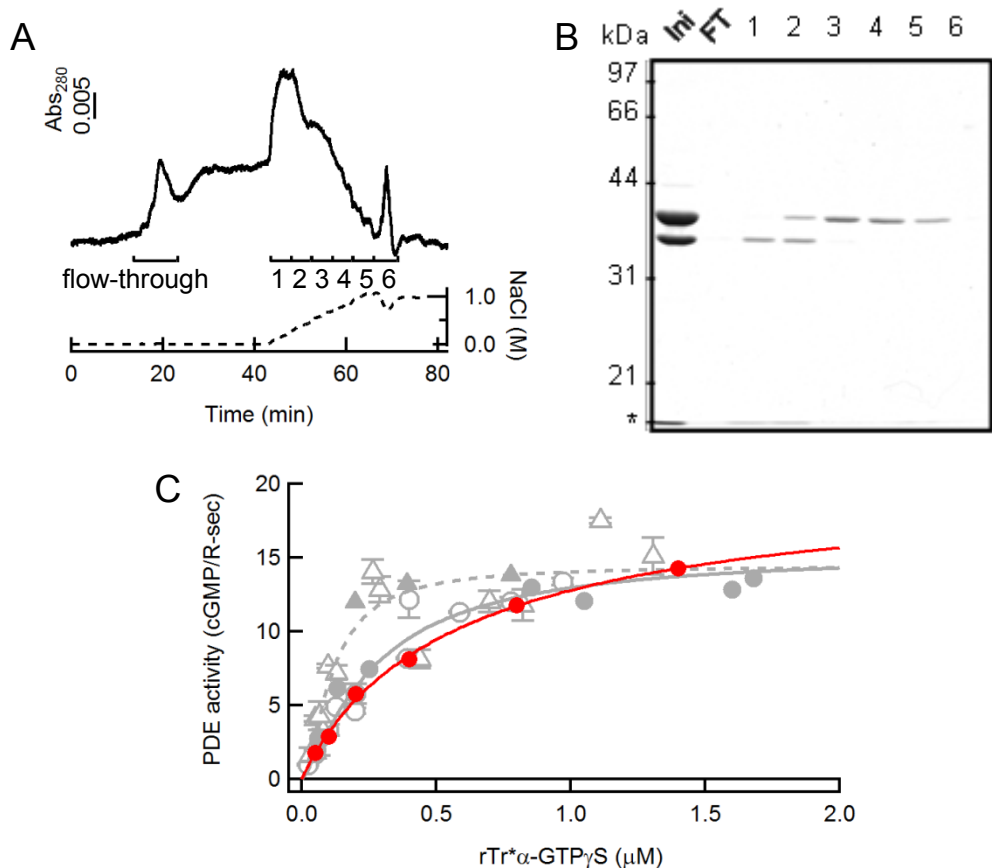 A
Abs280
0.005
flow-through
1 2 3 4 5 6
1.0
0.0
NaCl (M)
0 20 40 60 80
Time (min)
B
kDa Ini FT 1 2 3 4 5 6
97
66
44
31
21
*
C
PDE activity (cGMP/R-sec)
20
15
10
5
0
0.0 0.5 1.0 1.5 2.0
rTr*α-GTPγS (μM)